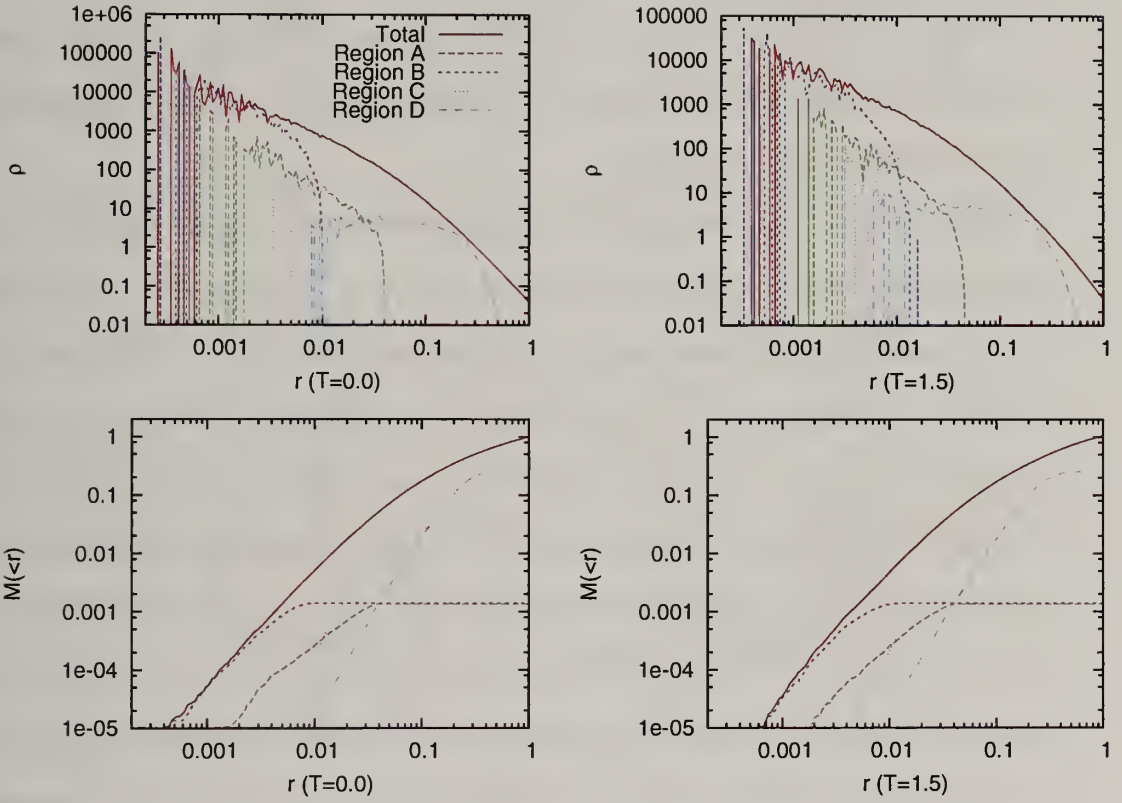 1e+06
100000
10000
1000
100
10
1
0.1
0.01
ρ
Total
Region A
Region B
Region C
Region D
0.001 0.01 0.1 1
r (T=0.0)
100000
10000
1000
100
10
1
0.1
0.01
ρ
0.001 0.01 0.1 1
r (T=1.5)
1
0.1
0.01
0.001
1e-04
1e-05
M(<r)
0.001 0.01 0.1 1
r (T=0.0)
1
0.1
0.01
0.001
1e-04
1e-05
M(<r)
0.001 0.01 0.1 1
r (T=1.5)